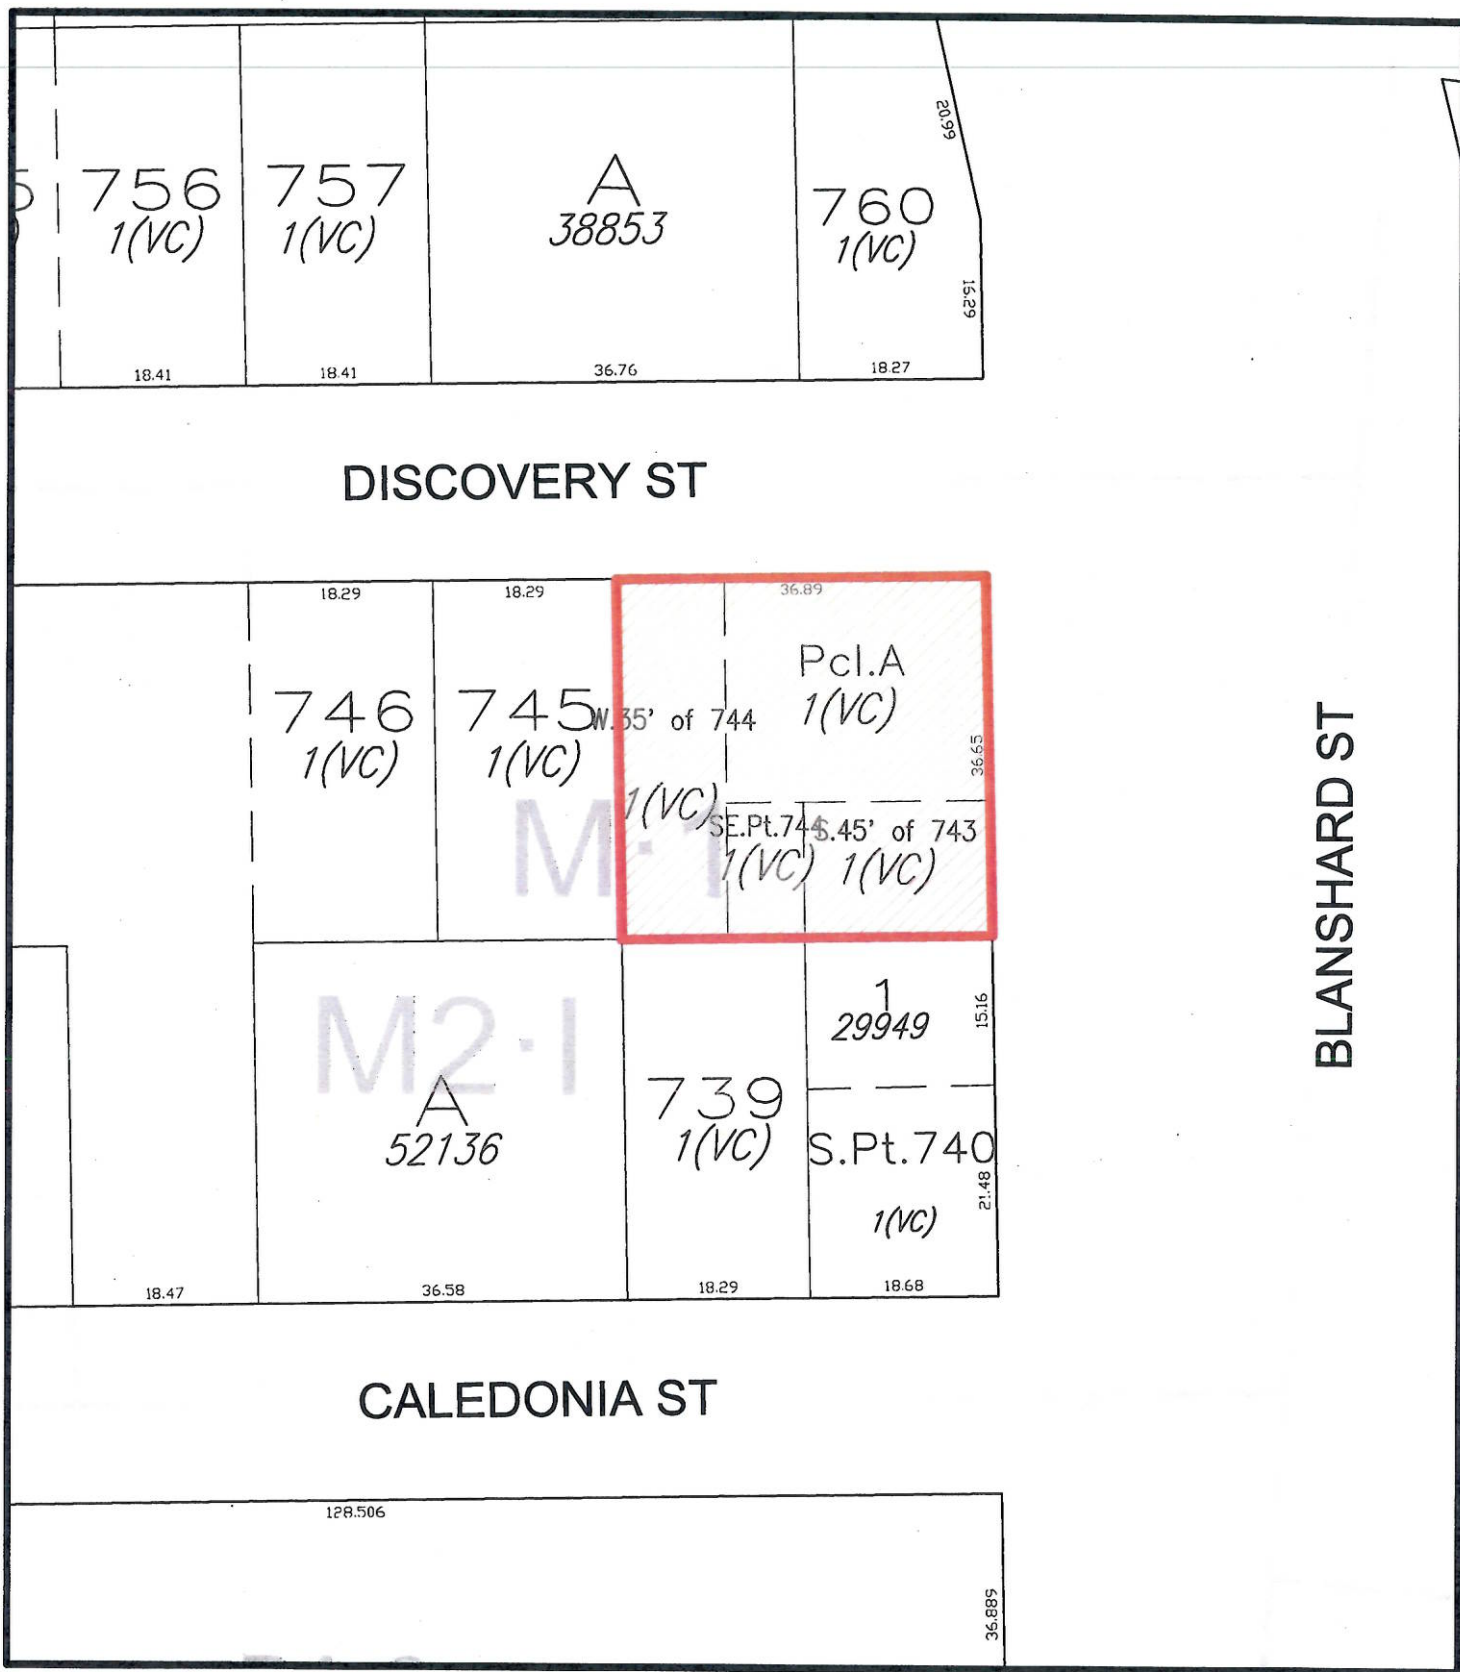 756
1(VC)
757
1(VC)
A
38853
760
1(VC)
20.99
15.29
18.41
18.41
36.76
18.27
DISCOVERY ST
18.29
18.29
36.89
746
1(VC)
745
1(VC)
W.35' of 744
1(VC)
Pcl.A
1(VC)
36.65
SE.Pt.744
1(VC)
S.45' of 743
1(VC)
M·1
M2·I
A
52136
739
1(VC)
1
29949
15.16
S.Pt.740
1(VC)
21.48
18.47
36.58
18.29
18.68
BLANSHARD ST
CALEDONIA ST
128.506
36.889